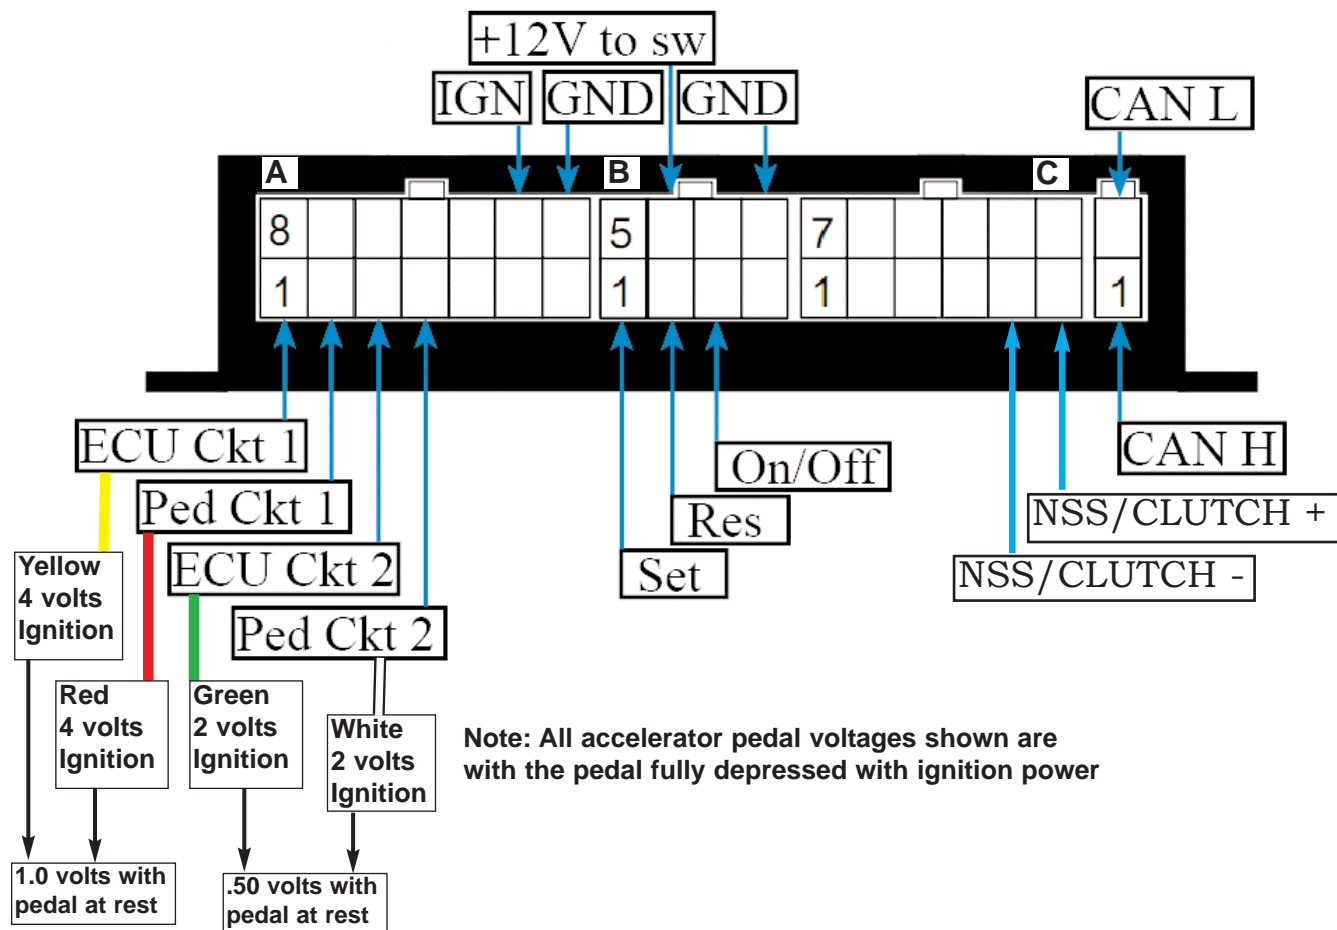 +12V to sw
IGN
GND
GND
CAN L
A
B
C
8
5
7
1
1
1
1
ECU Ckt 1
Ped Ckt 1
ECU Ckt 2
Ped Ckt 2
On/Off
Res
Set
CAN H
NSS/CLUTCH +
NSS/CLUTCH -
Yellow
4 volts
Ignition
Red
4 volts
Ignition
Green
2 volts
Ignition
White
2 volts
Ignition
Note: All accelerator pedal voltages shown are
with the pedal fully depressed with ignition power
1.0 volts with
pedal at rest
.50 volts with
pedal at rest